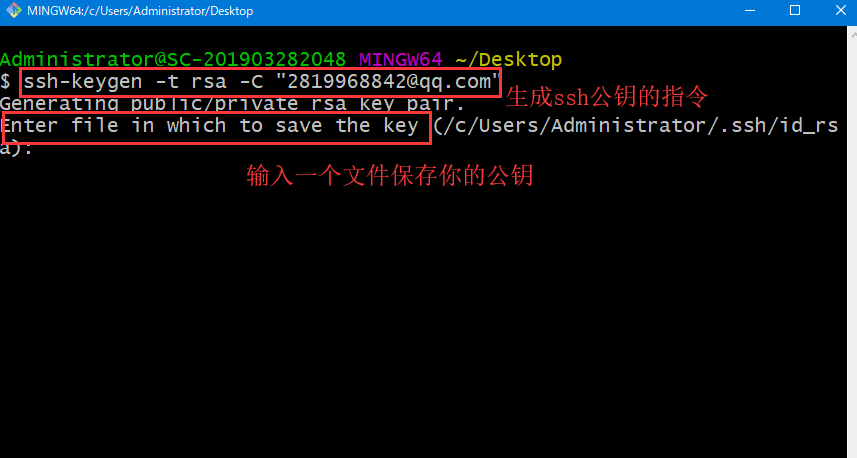 MINGW64:/c/Users/Administrator/Desktop
Administrator@SC-201903282048 MINGW64 ~/Desktop
$ ssh-keygen -t rsa -C "2819968842@qq.com"
生成ssh公钥的指令
Generating public/private rsa key pair.
Enter file in which to save the key (/c/Users/Administrator/.ssh/id_rs
a):
输入一个文件保存你的公钥